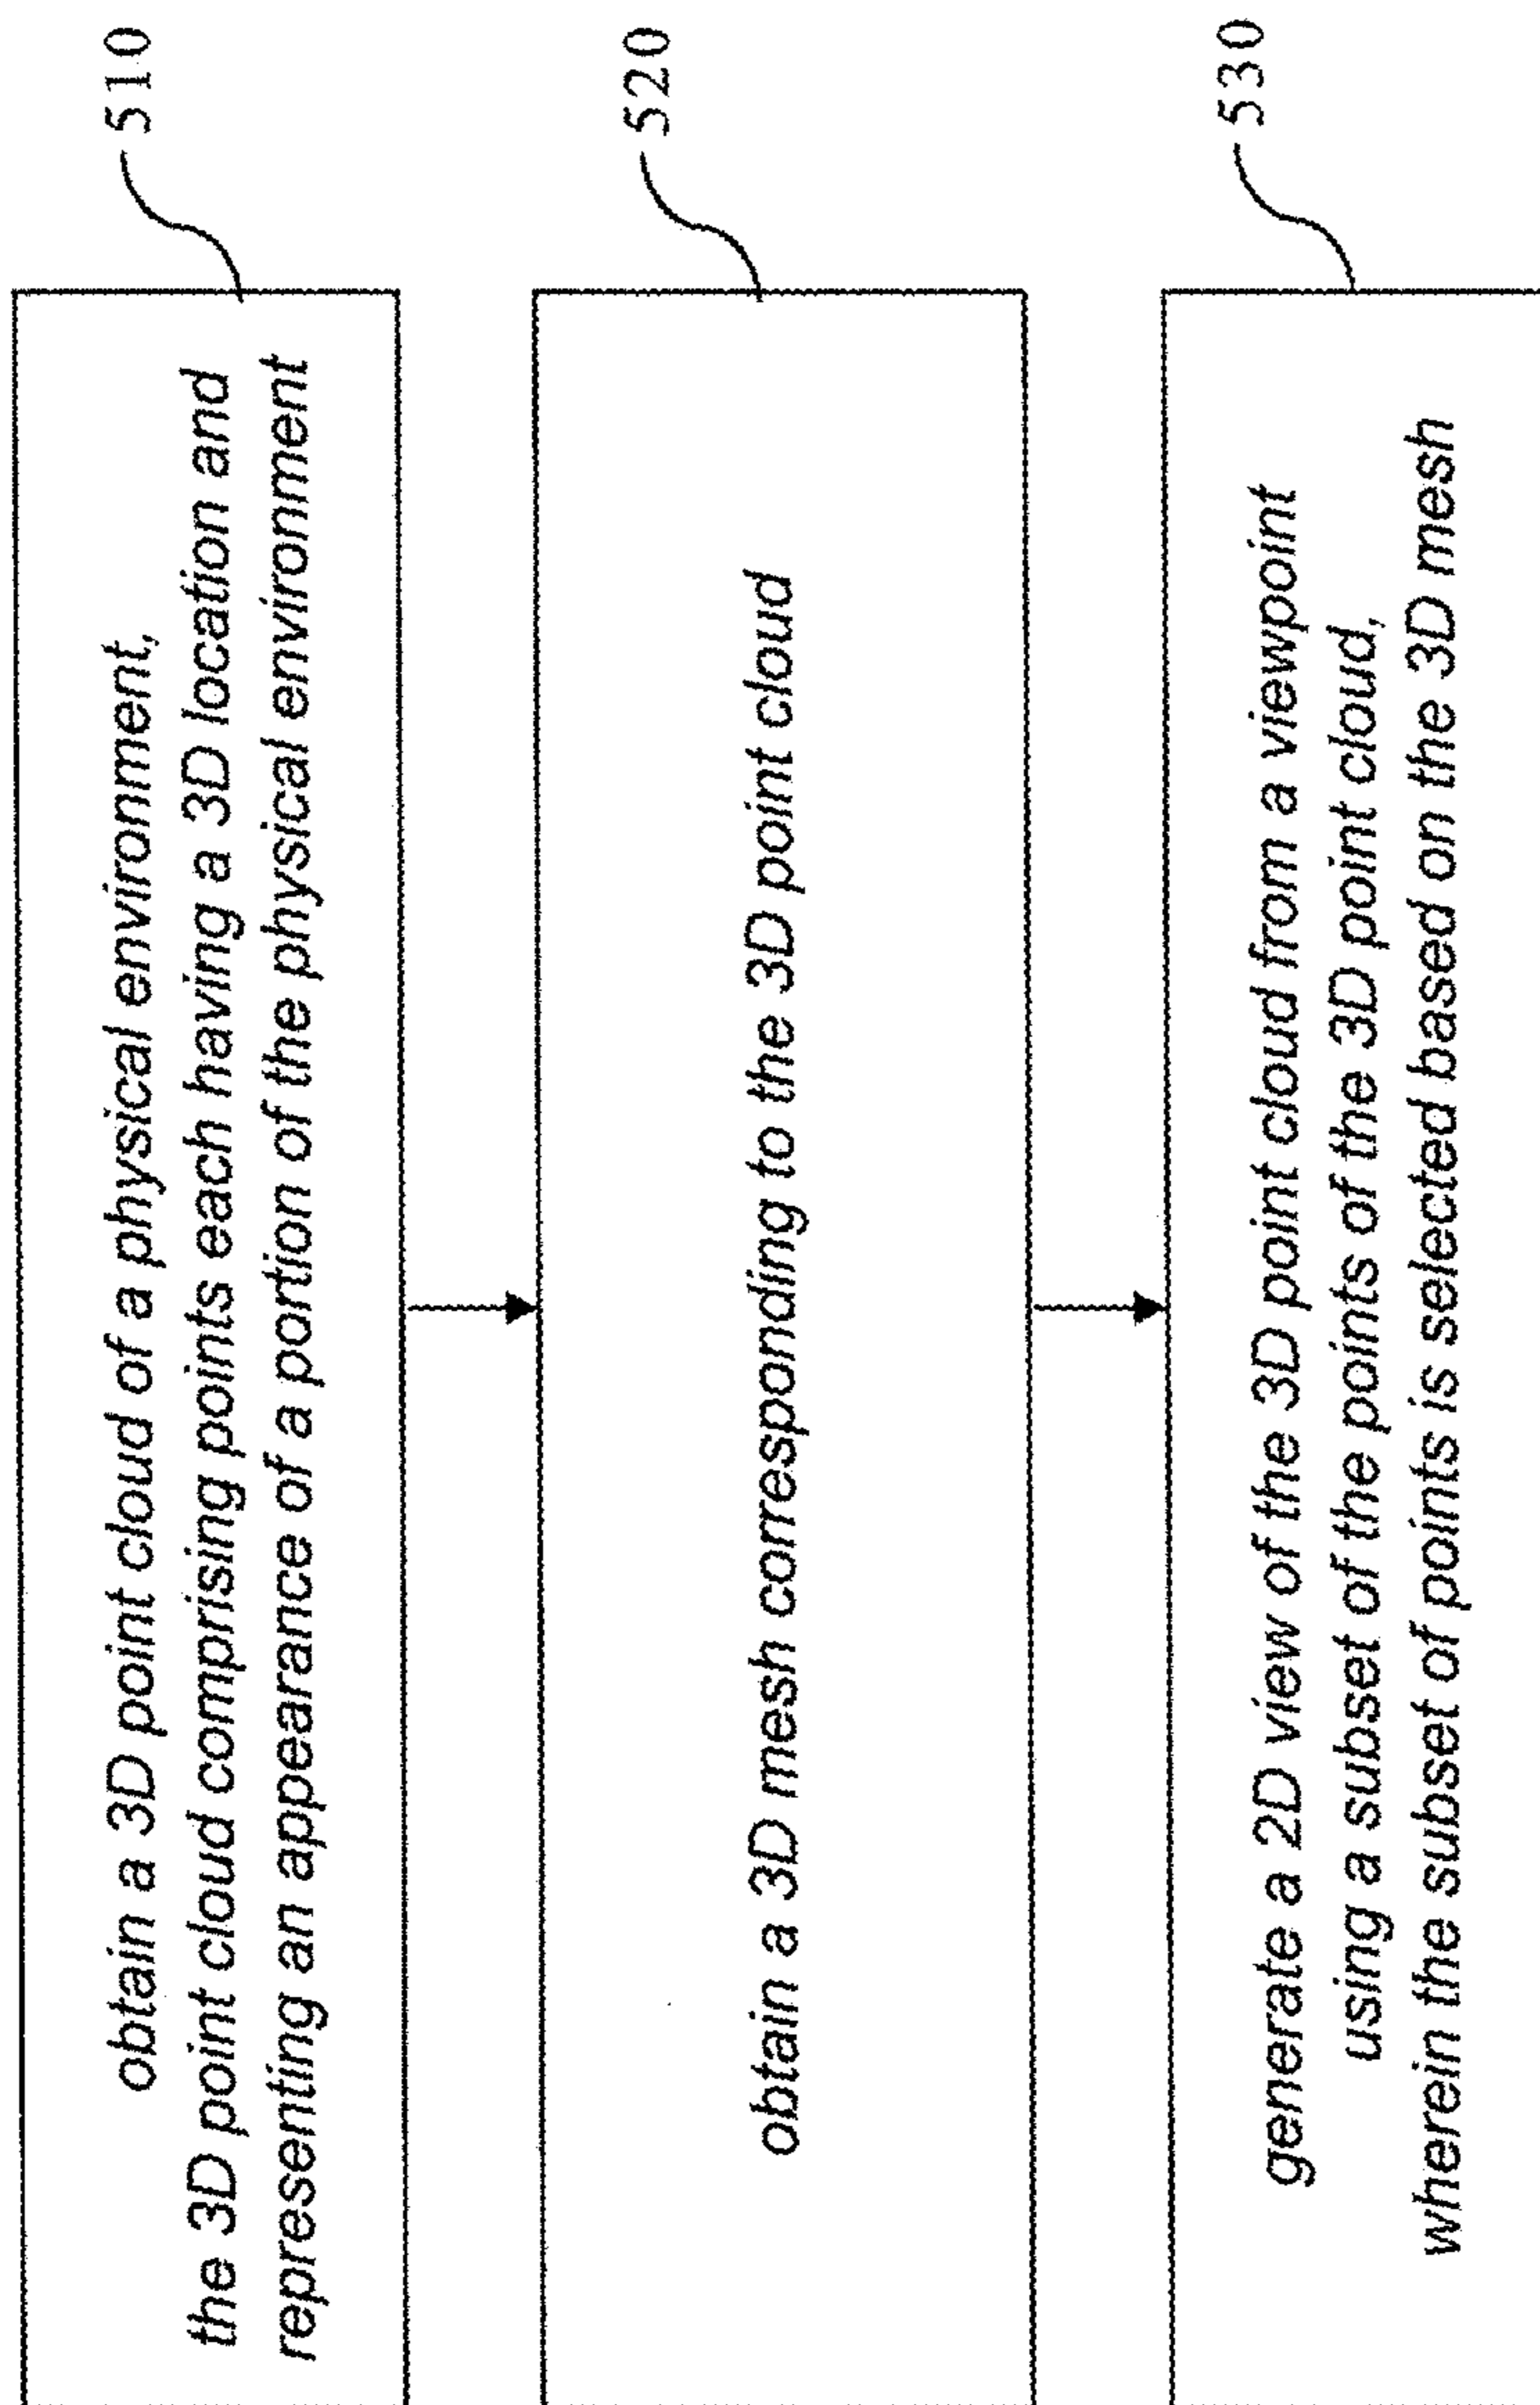 510
obtain a 3D point cloud of a physical environment,
the 3D point cloud comprising points each having a 3D location and
representing an appearance of a portion of the physical environment
520
obtain a 3D mesh corresponding to the 3D point cloud
530
generate a 2D view of the 3D point cloud from a viewpoint
using a subset of the points of the 3D point cloud,
wherein the subset of points is selected based on the 3D mesh